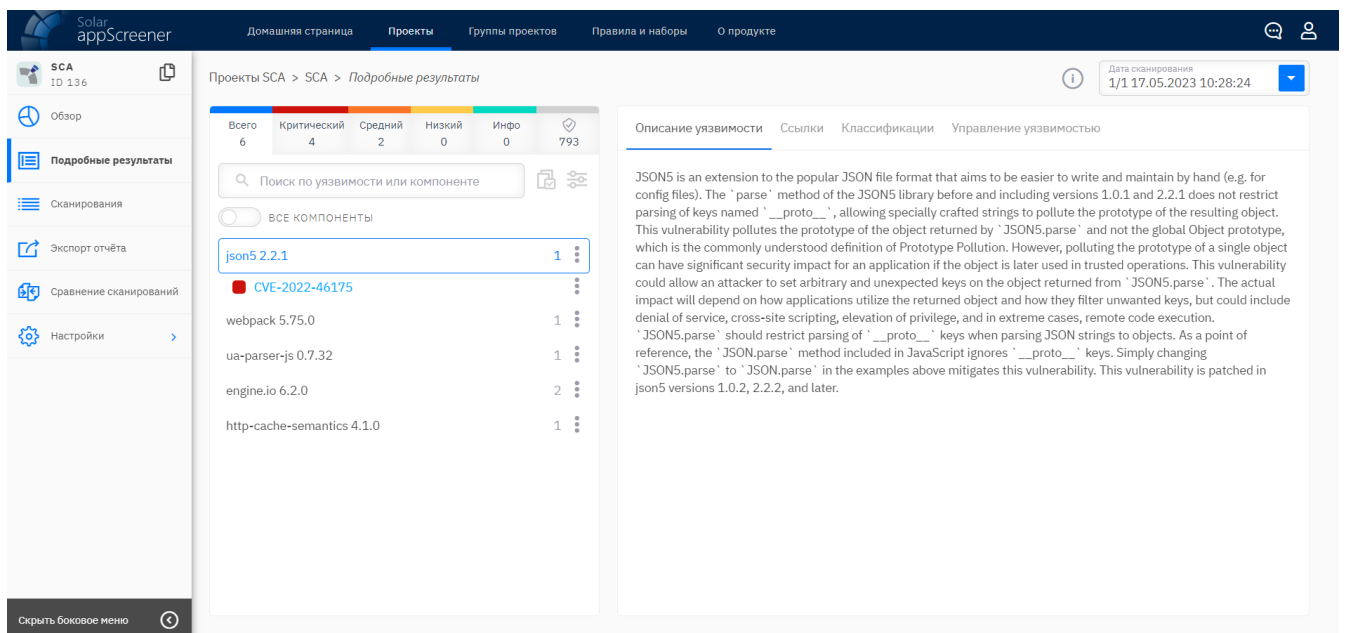 Solar
appScreener
Домашняя страница Проекты Группы проектов Правила и наборы О продукте
SCA
ID 136
Обзор
Подробные результаты
Сканирования
Экспорт отчёта
Сравнение сканирований
Настройки
Скрыть боковое меню
Проекты SCA > SCA > Подробные результаты
Дата сканирования
1/1 17.05.2023 10:28:24
Всего Критический Средний Низкий Инфо
6 4 2 0 0 793
Поиск по уязвимости или компоненте
ВСЕ КОМПОНЕНТЫ
json5 2.2.1 1
CVE-2022-46175
webpack 5.75.0 1
ua-parser-js 0.7.32 1
engine.io 6.2.0 2
http-cache-semantics 4.1.0 1
Описание уязвимости Ссылки Классификации Управление уязвимостью
JSON5 is an extension to the popular JSON file format that aims to be easier to write and maintain by hand (e.g. for
config files). The `parse` method of the JSON5 library before and including versions 1.0.1 and 2.2.1 does not restrict
parsing of keys named `__proto__`, allowing specially crafted strings to pollute the prototype of the resulting object.
This vulnerability pollutes the prototype of the object returned by `JSON5.parse` and not the global Object prototype,
which is the commonly understood definition of Prototype Pollution. However, polluting the prototype of a single object
can have significant security impact for an application if the object is later used in trusted operations. This vulnerability
could allow an attacker to set arbitrary and unexpected keys on the object returned from `JSON5.parse`. The actual
impact will depend on how applications utilize the returned object and how they filter unwanted keys, but could include
denial of service, cross-site scripting, elevation of privilege, and in extreme cases, remote code execution.
`JSON5.parse` should restrict parsing of `__proto__` keys when parsing JSON strings to objects. As a point of
reference, the `JSON.parse` method included in JavaScript ignores `__proto__` keys. Simply changing
`JSON5.parse` to `JSON.parse` in the examples above mitigates this vulnerability. This vulnerability is patched in
json5 versions 1.0.2, 2.2.2, and later.